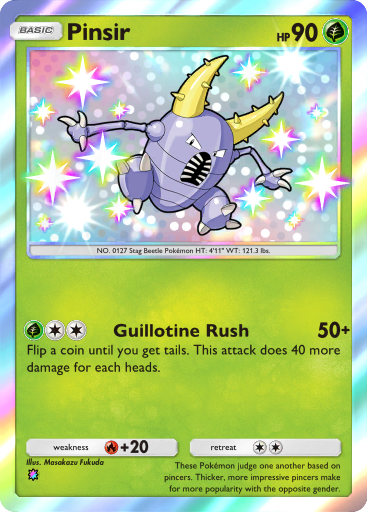 BASIC Pinsir HP 90
NO. 0127 Stag Beetle Pokémon HT: 4'11" WT: 121.3 lbs.
Guillotine Rush 50+
Flip a coin until you get tails. This attack does 40 more
damage for each heads.
weakness +20 retreat
Illus. Masakazu Fukuda
These Pokémon judge one another based on
pincers. Thicker, more impressive pincers make
for more popularity with the opposite gender.